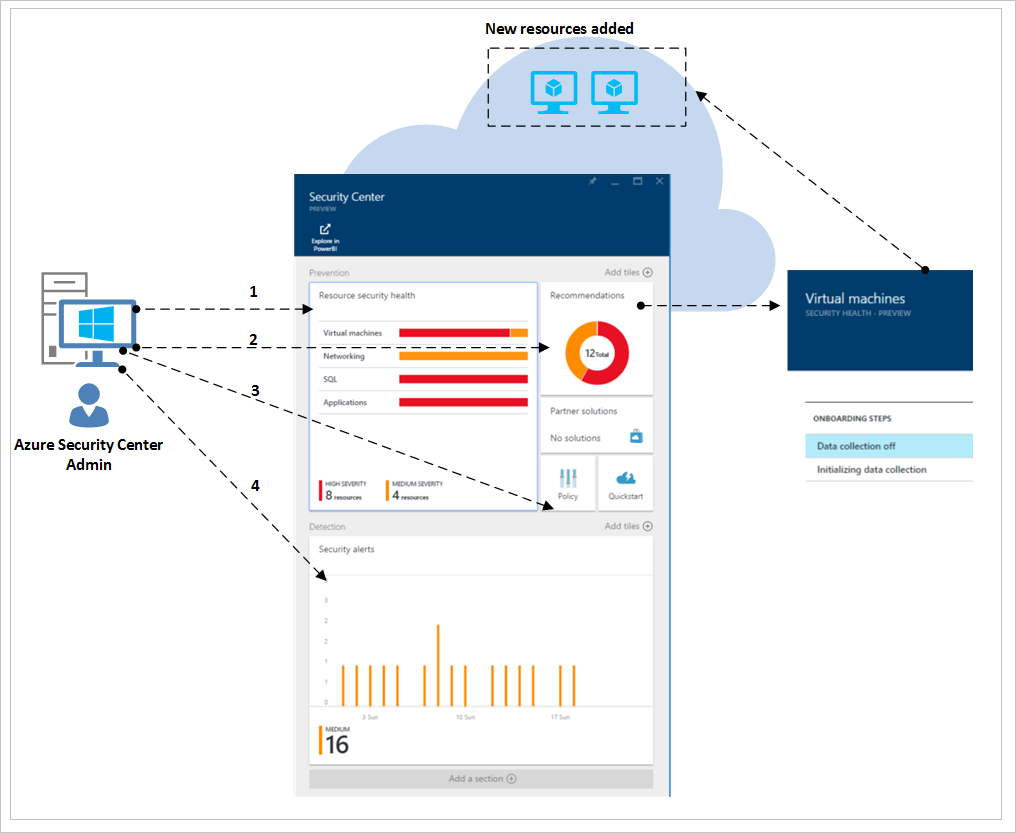 New resources added
Security Center
PREVIEW
Explore in
PowerBI
Prevention
Add tiles
Resource security health
Virtual machines
Networking
SQL
Applications
HIGH SEVERITY
8 resources
MEDIUM SEVERITY
4 resources
Recommendations
12 Total
Partner solutions
No solutions
Policy
Quickstart
Detection
Add tiles
Security alerts
3
2
2
1
1
0
3 Sun
10 Sun
17 Sun
MEDIUM
16
Add a section
1
2
3
4
Azure Security Center
Admin
Virtual machines
SECURITY HEALTH - PREVIEW
ONBOARDING STEPS
Data collection off
Initializing data collection